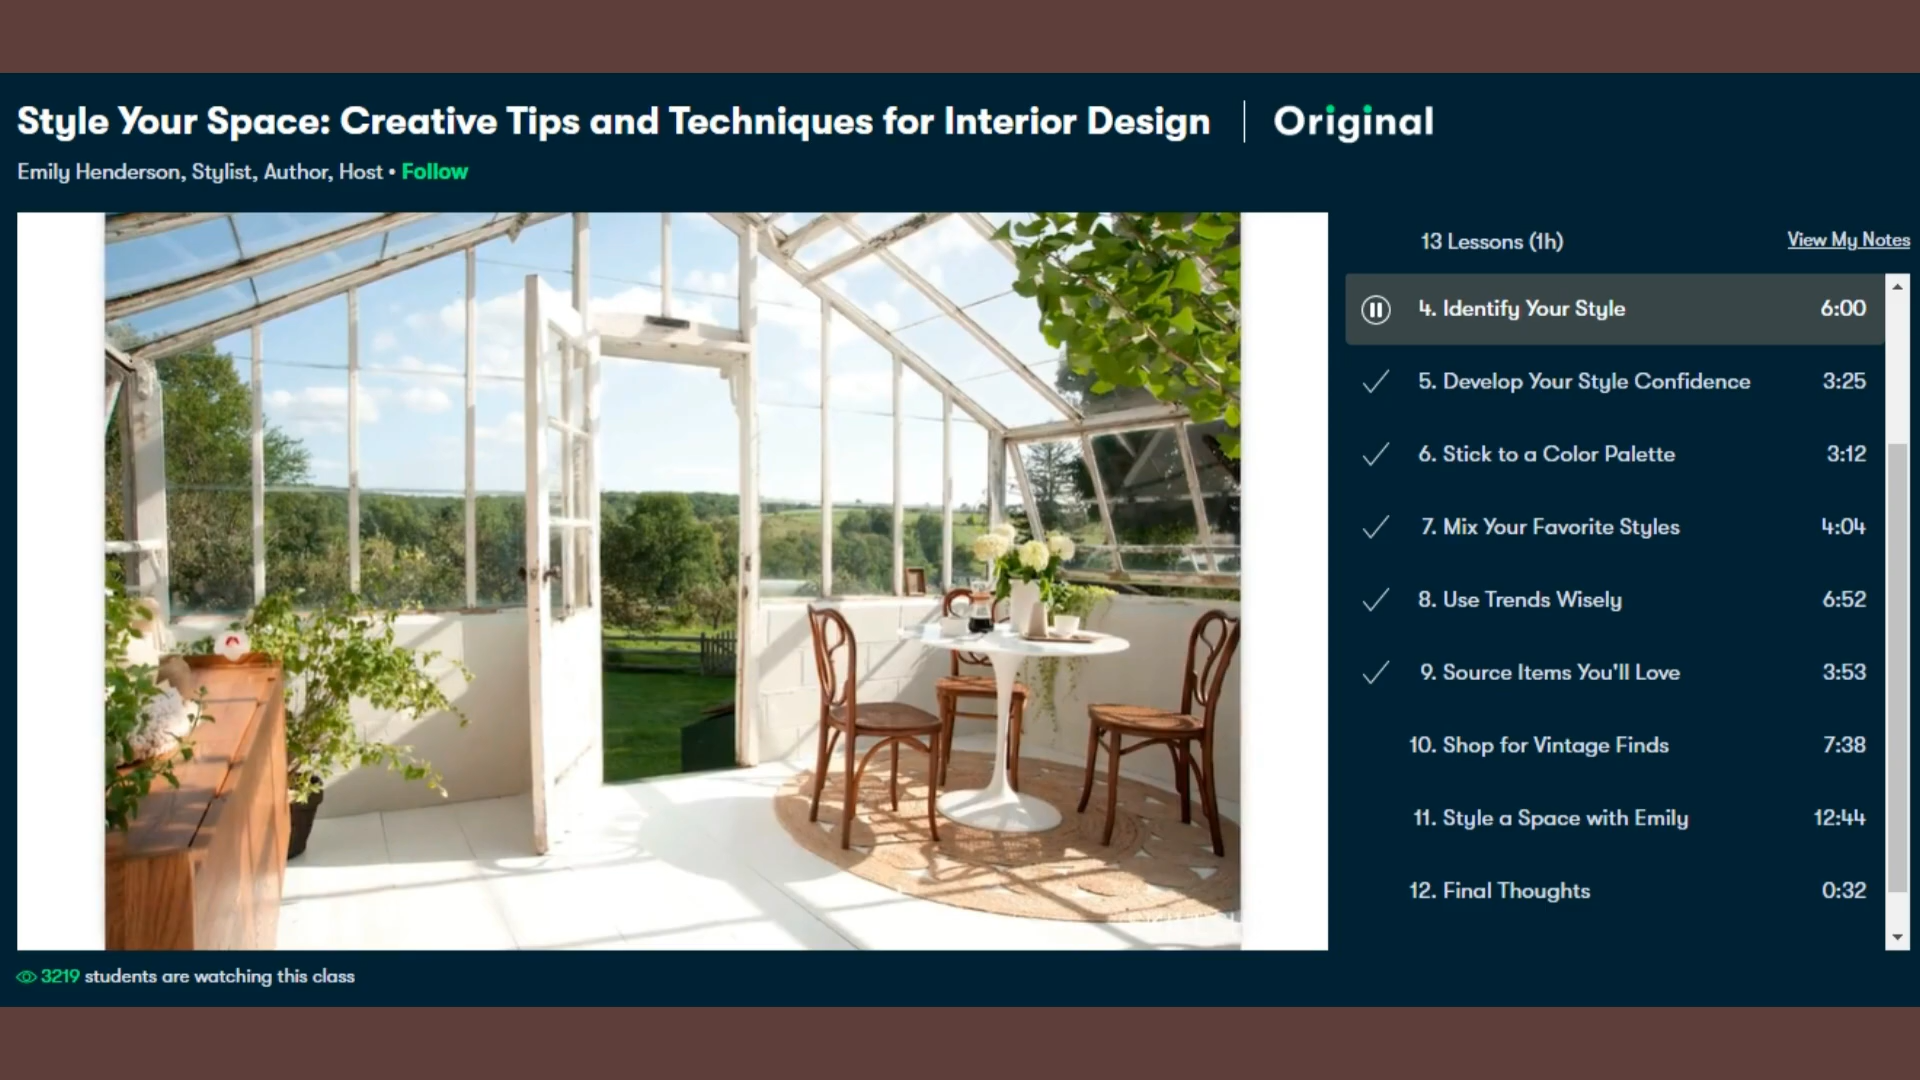 Style Your Space: Creative Tips and Techniques for Interior Design | Original
Emily Henderson, Stylist, Author, Host • Follow
13 Lessons (1h) View My Notes
4. Identify Your Style 6:00
5. Develop Your Style Confidence 3:25
6. Stick to a Color Palette 3:12
7. Mix Your Favorite Styles 4:04
8. Use Trends Wisely 6:52
9. Source Items You'll Love 3:53
10. Shop for Vintage Finds 7:38
11. Style a Space with Emily 12:44
12. Final Thoughts 0:32
3219 students are watching this class